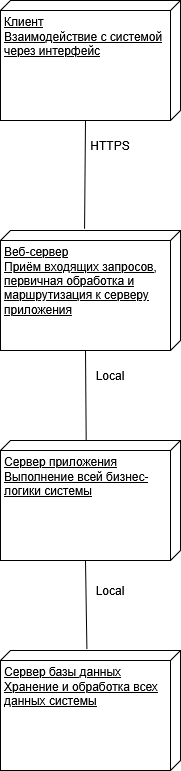 Клиент
Взаимодействие с системой
через интерфейс
HTTPS
Веб-сервер
Приём входящих запросов,
первичная обработка и
маршрутизация к серверу
приложения
Local
Сервер приложения
Выполнение всей бизнес-
логики системы
Local
Сервер базы данных
Хранение и обработка всех
данных системы